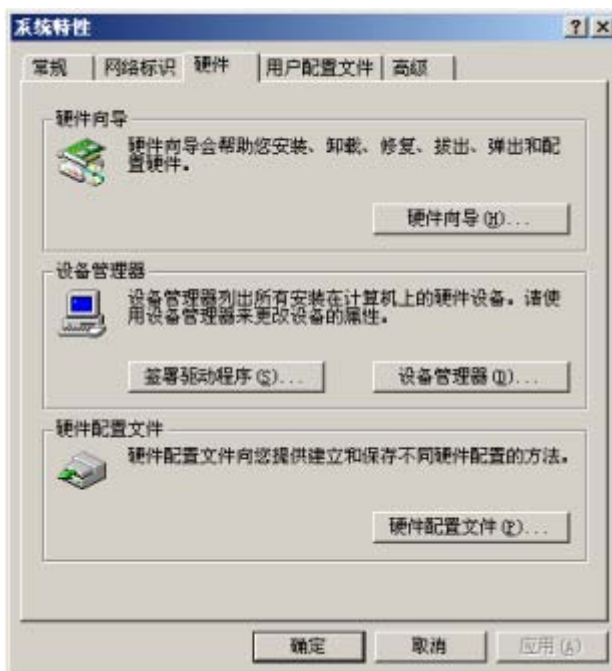 系统特性
常规 网络标识 硬件 用户配置文件 高级
硬件向导
硬件向导会帮助您安装、卸载、修复、拔出、弹出和配
置硬件。
硬件向导(H)...
设备管理器
设备管理器列出所有安装在计算机上的硬件设备。请使
用设备管理器来更改设备的属性。
签署驱动程序(S)... 设备管理器(D)...
硬件配置文件
硬件配置文件向您提供建立和保存不同硬件配置的方法。
硬件配置文件(P)...
确定 取消 应用(A)